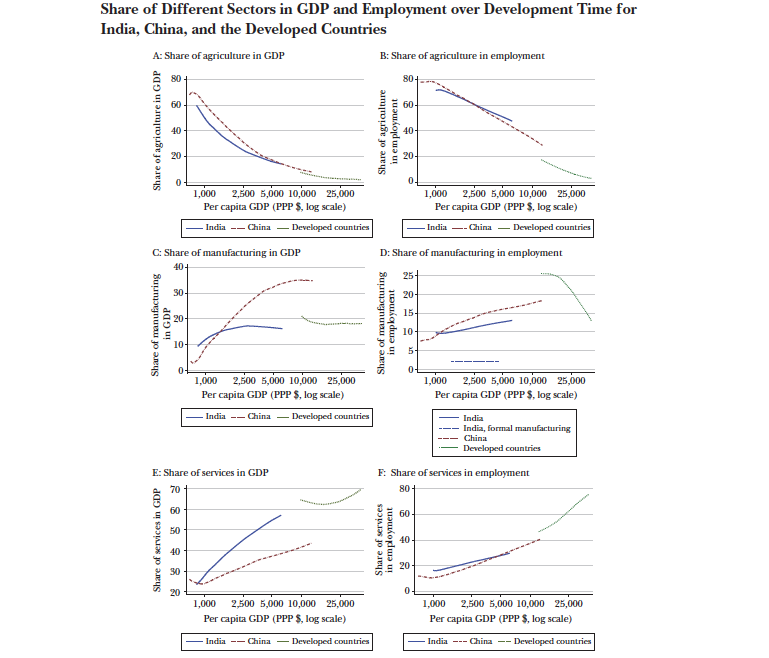 Share of Different Sectors in GDP and Employment over Development Time for
India, China, and the Developed Countries
A: Share of agriculture in GDP
Share of agriculture in GDP
80
60
40
20
0
1,000 2,500 5,000 10,000 25,000
Per capita GDP (PPP $, log scale)
India China Developed countries
B: Share of agriculture in employment
Share of agriculture
in employment
80
60
40
20
0
1,000 2,500 5,000 10,000 25,000
Per capita GDP (PPP $, log scale)
India China Developed countries
C: Share of manufacturing in GDP
Share of manufacturing
in GDP
40
30
20
10
0
1,000 2,500 5,000 10,000 25,000
Per capita GDP (PPP $, log scale)
India China Developed countries
D: Share of manufacturing in employment
Share of manufacturing
in employment
25
20
15
10
5
0
1,000 2,500 5,000 10,000 25,000
Per capita GDP (PPP $, log scale)
India
India, formal manufacturing
China
Developed countries
E: Share of services in GDP
Share of services in GDP
70
60
50
40
30
20
1,000 2,500 5,000 10,000 25,000
Per capita GDP (PPP $, log scale)
India China Developed countries
F: Share of services in employment
Share of services
in employment
80
60
40
20
0
1,000 2,500 5,000 10,000 25,000
Per capita GDP (PPP $, log scale)
India China Developed countries